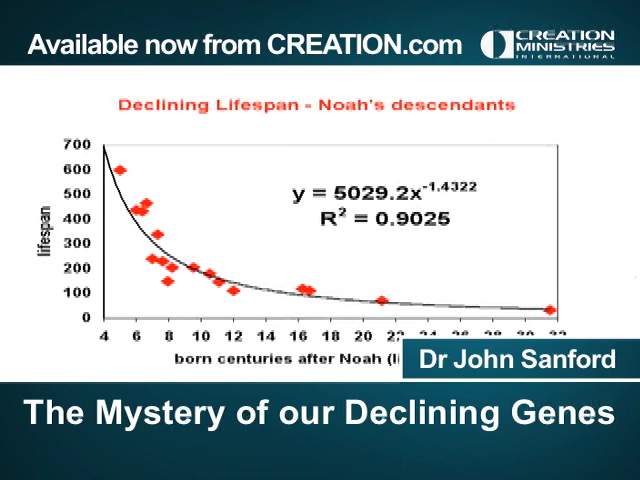 Available now from CREATION.com
CREATION
MINISTRIES
INTERNATIONAL
Declining Lifespan - Noah's descendants
y = 5029.2x^-1.4322
R² = 0.9025
lifespan
700
600
500
400
300
200
100
0
4 6 8 10 12 14 16 18 20 22 24 26 28 30 32
born centuries after Noah (li
Dr John Sanford
The Mystery of our Declining Genes